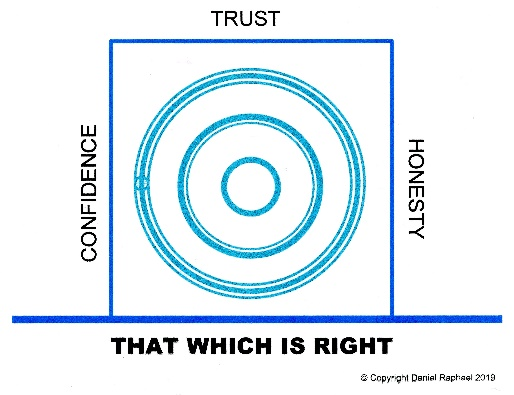 TRUST
CONFIDENCE
HONESTY
THAT WHICH IS RIGHT
© Copyright Daniel Raphael 2019